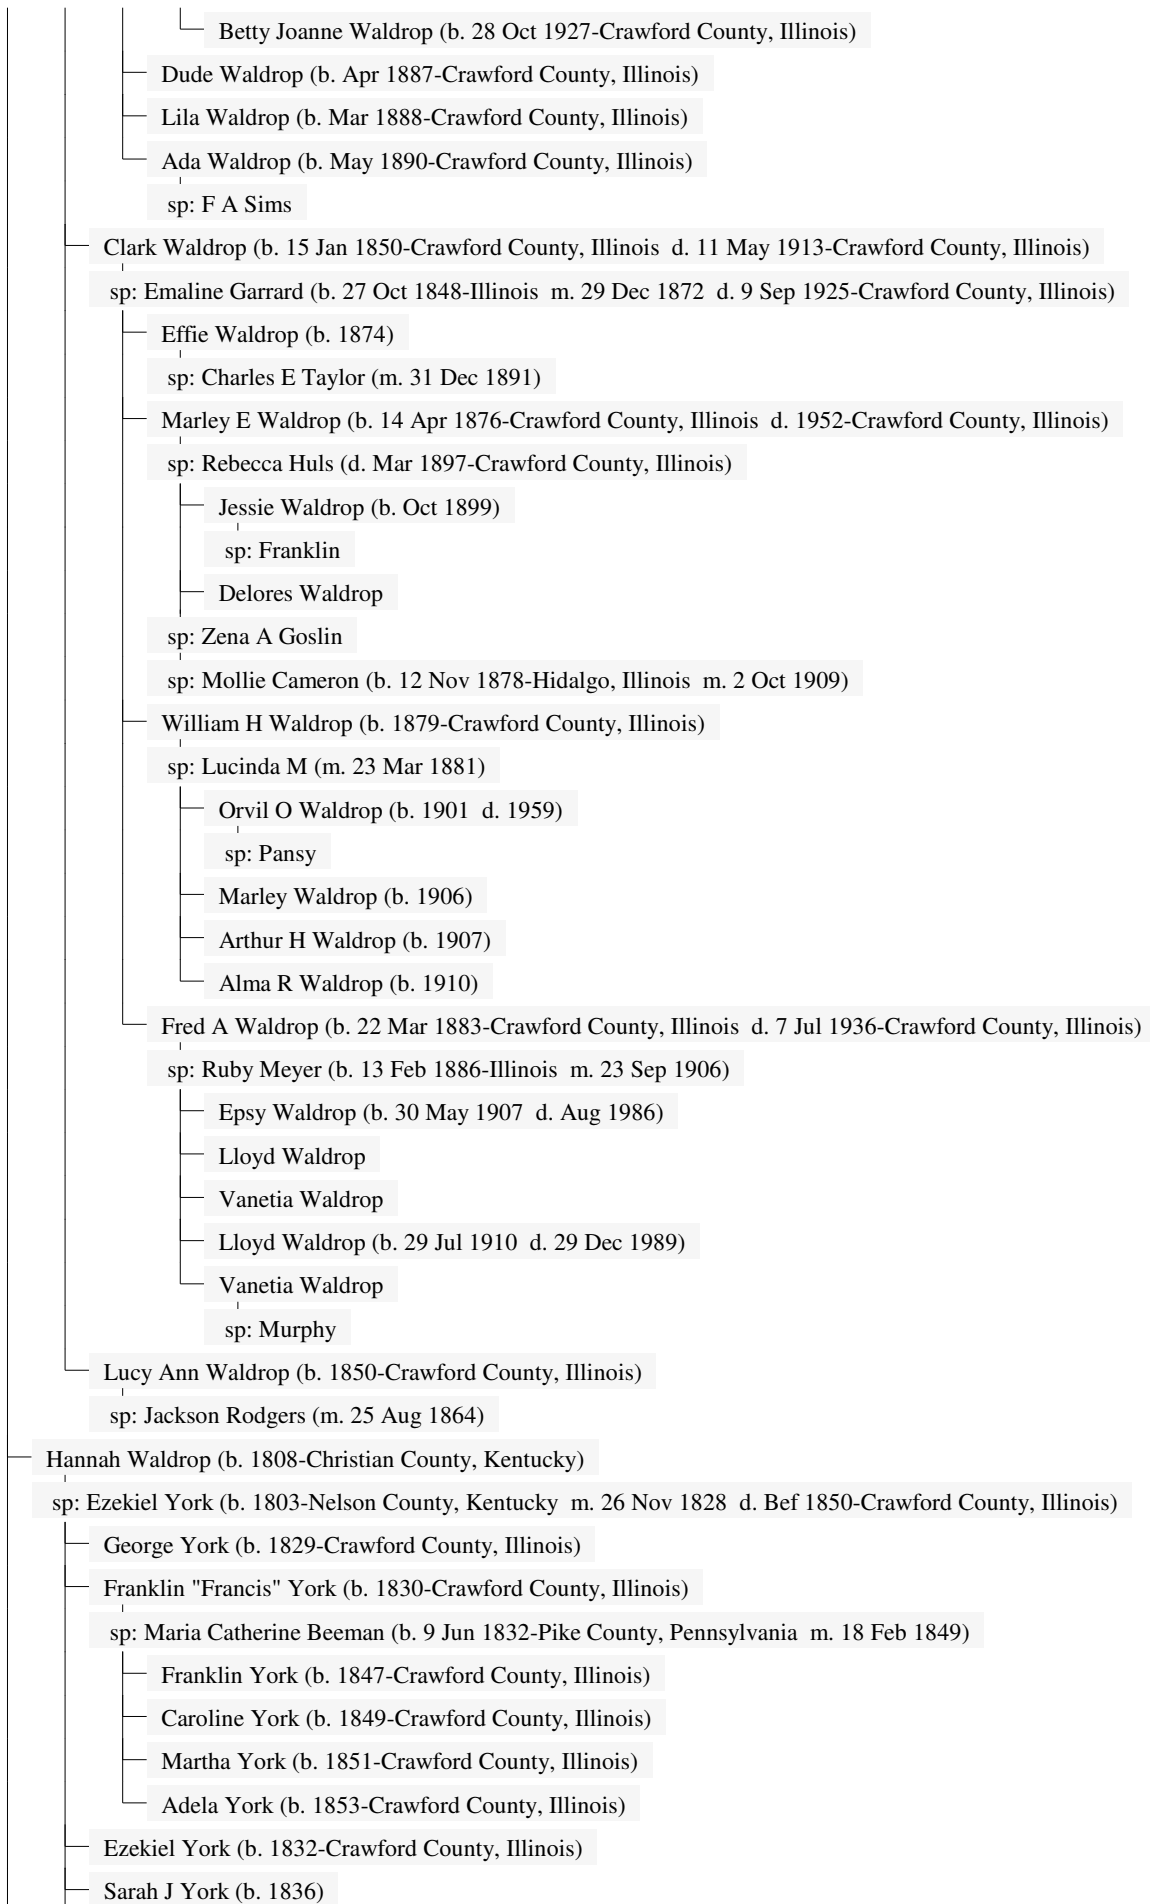 Betty Joanne Waldrop (b. 28 Oct 1927-Crawford County, Illinois)
Dude Waldrop (b. Apr 1887-Crawford County, Illinois)
Lila Waldrop (b. Mar 1888-Crawford County, Illinois)
Ada Waldrop (b. May 1890-Crawford County, Illinois)
sp: F A Sims
Clark Waldrop (b. 15 Jan 1850-Crawford County, Illinois d. 11 May 1913-Crawford County, Illinois)
sp: Emaline Garrard (b. 27 Oct 1848-Illinois m. 29 Dec 1872 d. 9 Sep 1925-Crawford County, Illinois)
Effie Waldrop (b. 1874)
sp: Charles E Taylor (m. 31 Dec 1891)
Marley E Waldrop (b. 14 Apr 1876-Crawford County, Illinois d. 1952-Crawford County, Illinois)
sp: Rebecca Huls (d. Mar 1897-Crawford County, Illinois)
Jessie Waldrop (b. Oct 1899)
sp: Franklin
Delores Waldrop
sp: Zena A Goslin
sp: Mollie Cameron (b. 12 Nov 1878-Hidalgo, Illinois m. 2 Oct 1909)
William H Waldrop (b. 1879-Crawford County, Illinois)
sp: Lucinda M (m. 23 Mar 1881)
Orvil O Waldrop (b. 1901 d. 1959)
sp: Pansy
Marley Waldrop (b. 1906)
Arthur H Waldrop (b. 1907)
Alma R Waldrop (b. 1910)
Fred A Waldrop (b. 22 Mar 1883-Crawford County, Illinois d. 7 Jul 1936-Crawford County, Illinois)
sp: Ruby Meyer (b. 13 Feb 1886-Illinois m. 23 Sep 1906)
Epsy Waldrop (b. 30 May 1907 d. Aug 1986)
Lloyd Waldrop
Vanetia Waldrop
Lloyd Waldrop (b. 29 Jul 1910 d. 29 Dec 1989)
Vanetia Waldrop
sp: Murphy
Lucy Ann Waldrop (b. 1850-Crawford County, Illinois)
sp: Jackson Rodgers (m. 25 Aug 1864)
Hannah Waldrop (b. 1808-Christian County, Kentucky)
sp: Ezekiel York (b. 1803-Nelson County, Kentucky m. 26 Nov 1828 d. Bef 1850-Crawford County, Illinois)
George York (b. 1829-Crawford County, Illinois)
Franklin "Francis" York (b. 1830-Crawford County, Illinois)
sp: Maria Catherine Beeman (b. 9 Jun 1832-Pike County, Pennsylvania m. 18 Feb 1849)
Franklin York (b. 1847-Crawford County, Illinois)
Caroline York (b. 1849-Crawford County, Illinois)
Martha York (b. 1851-Crawford County, Illinois)
Adela York (b. 1853-Crawford County, Illinois)
Ezekiel York (b. 1832-Crawford County, Illinois)
Sarah J York (b. 1836)